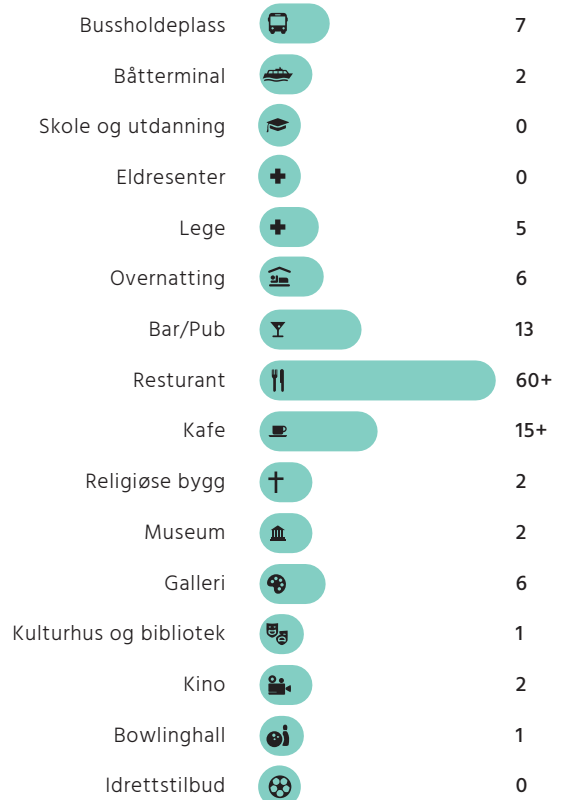 Bussholdeplass 7
Båtterminal 2
Skole og utdanning 0
Eldresenter 0
Lege 5
Overnatting 6
Bar/Pub 13
Resturant 60+
Kafe 15+
Religiøse bygg 2
Museum 2
Galleri 6
Kulturhus og bibliotek 1
Kino 2
Bowlinghall 1
Idrettstilbud 0